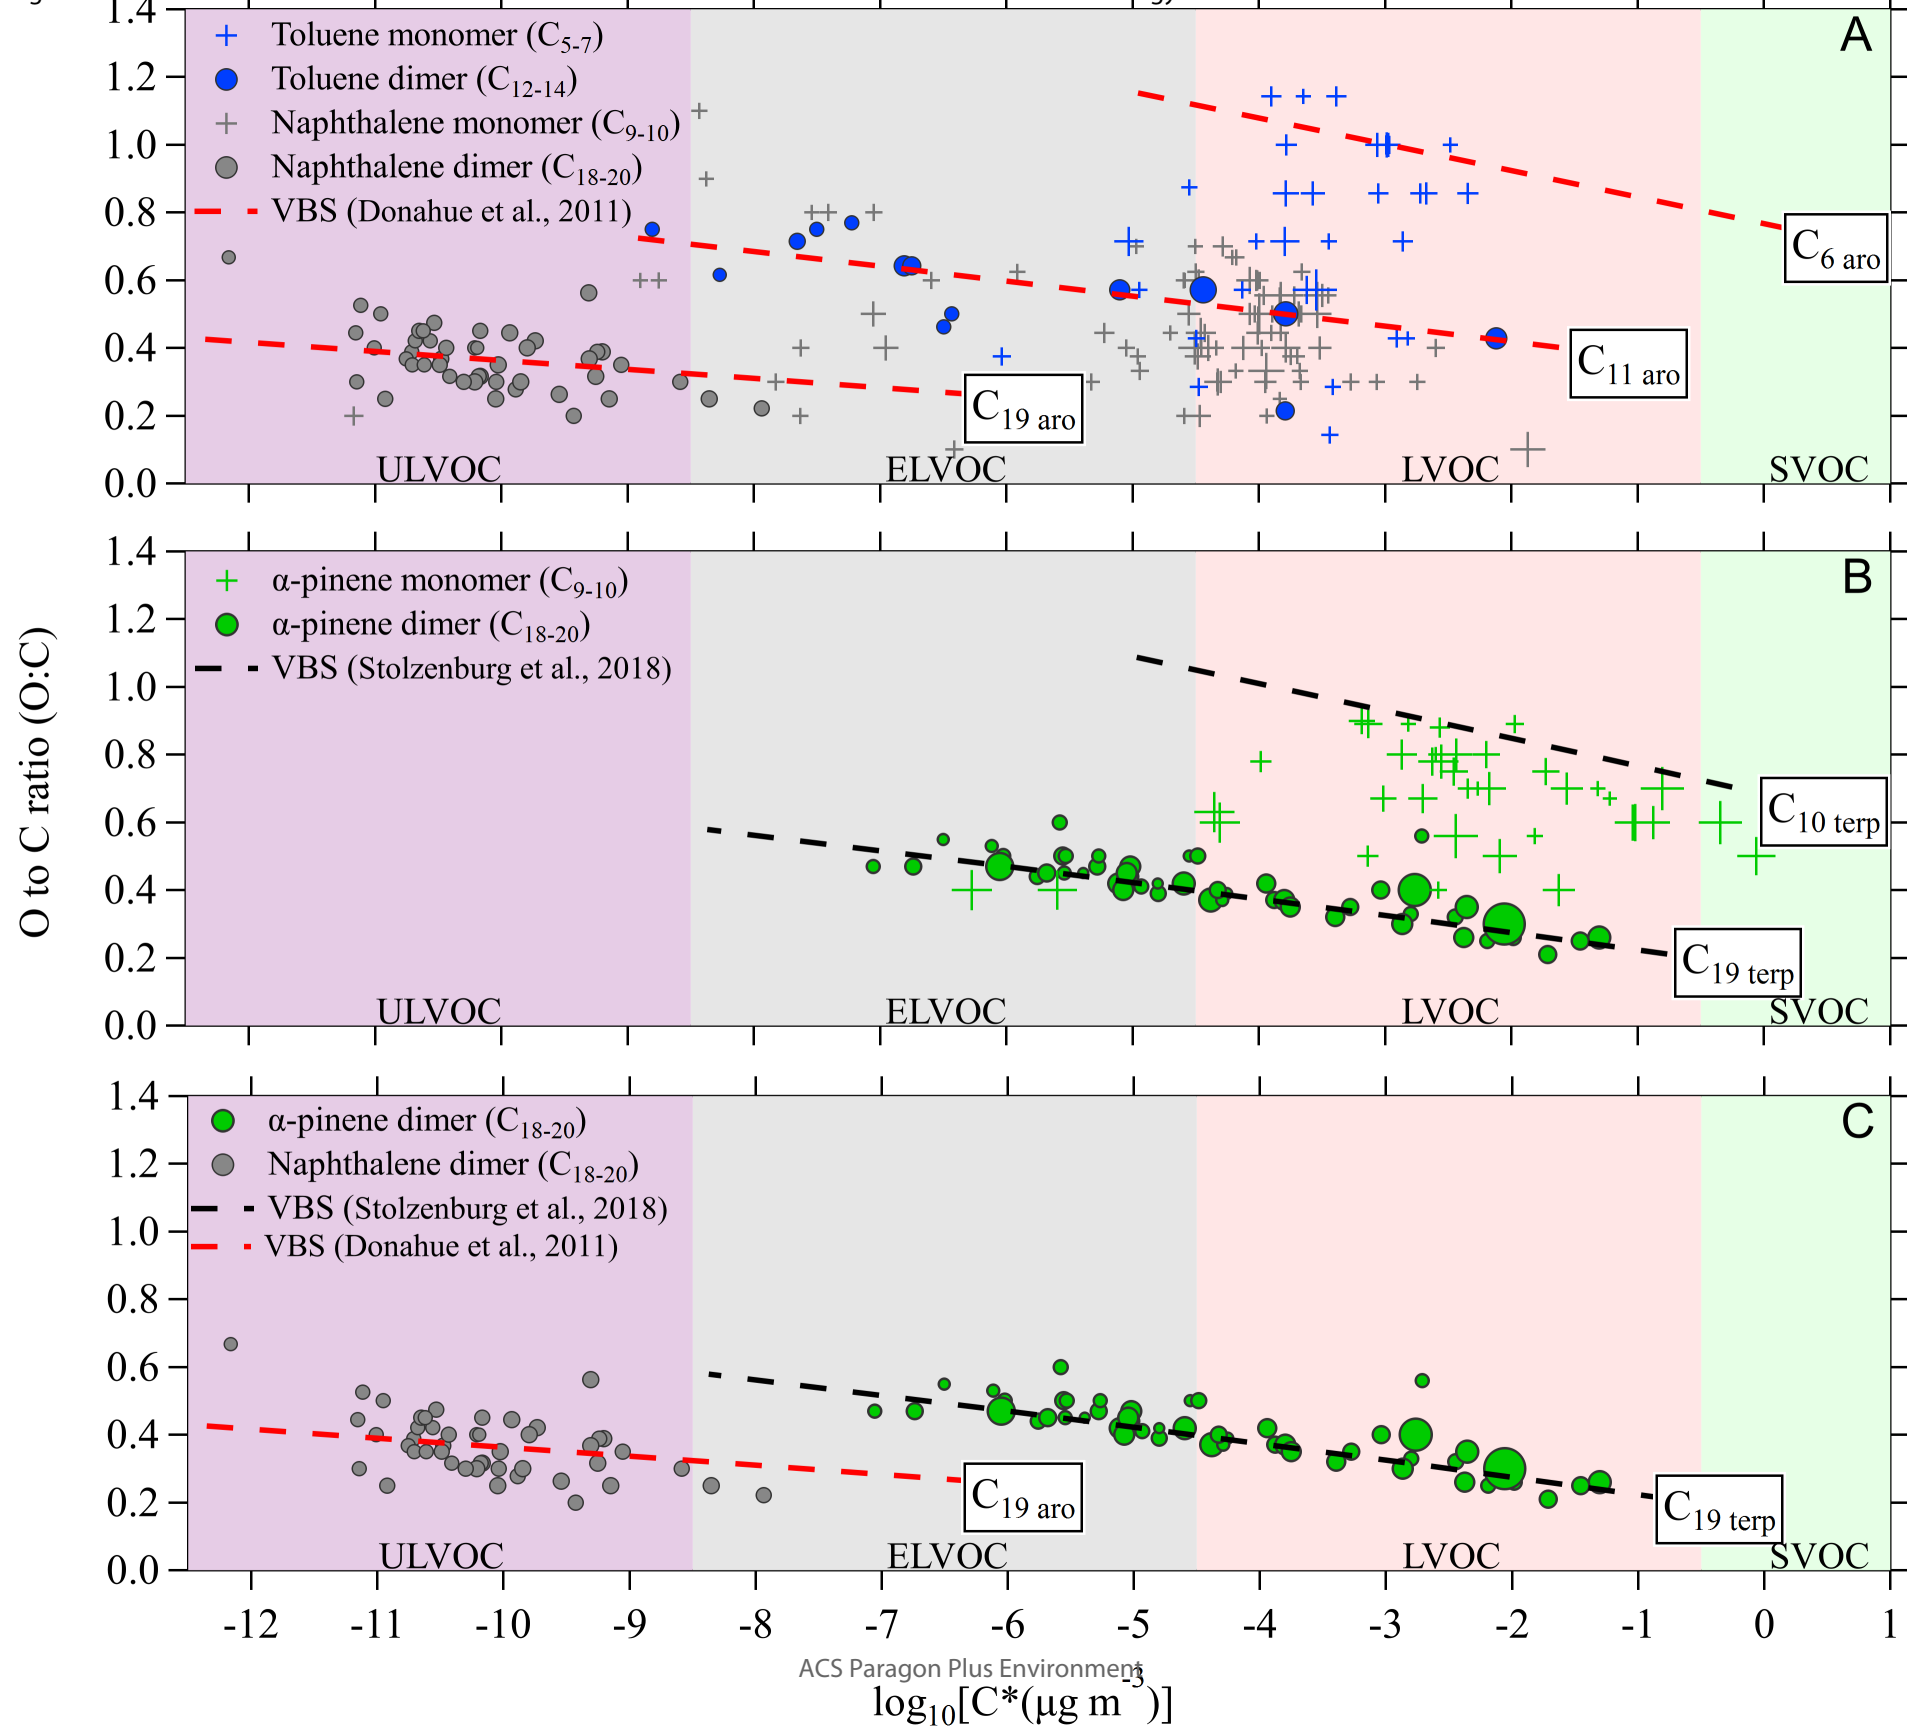 1.4
A
Toluene monomer (C5-7)
1.2
Toluene dimer (C12-14)
Naphthalene monomer (C9-10)
1.0
Naphthalene dimer (C18-20)
0.8
VBS (Donahue et al., 2011)
C6 aro
0.6
0.4
C11 aro
C19 aro
0.2
ULVOC ELVOC LVOC SVOC
0.0
O to C ratio (O:C)
1.4
B
α-pinene monomer (C9-10)
1.2
α-pinene dimer (C18-20)
VBS (Stolzenburg et al., 2018)
1.0
0.8
C10 terp
0.6
0.4
C19 terp
0.2
ULVOC ELVOC LVOC SVOC
0.0
1.4
C
α-pinene dimer (C18-20)
1.2
Naphthalene dimer (C18-20)
VBS (Stolzenburg et al., 2018)
1.0
VBS (Donahue et al., 2011)
0.8
0.6
0.4
C19 aro
C19 terp
0.2
ULVOC ELVOC LVOC SVOC
0.0
-12 -11 -10 -9 -8 -7 -6 -5 -4 -3 -2 -1 0 1
ACS Paragon Plus Environment
log10[C*(μg m-3)]